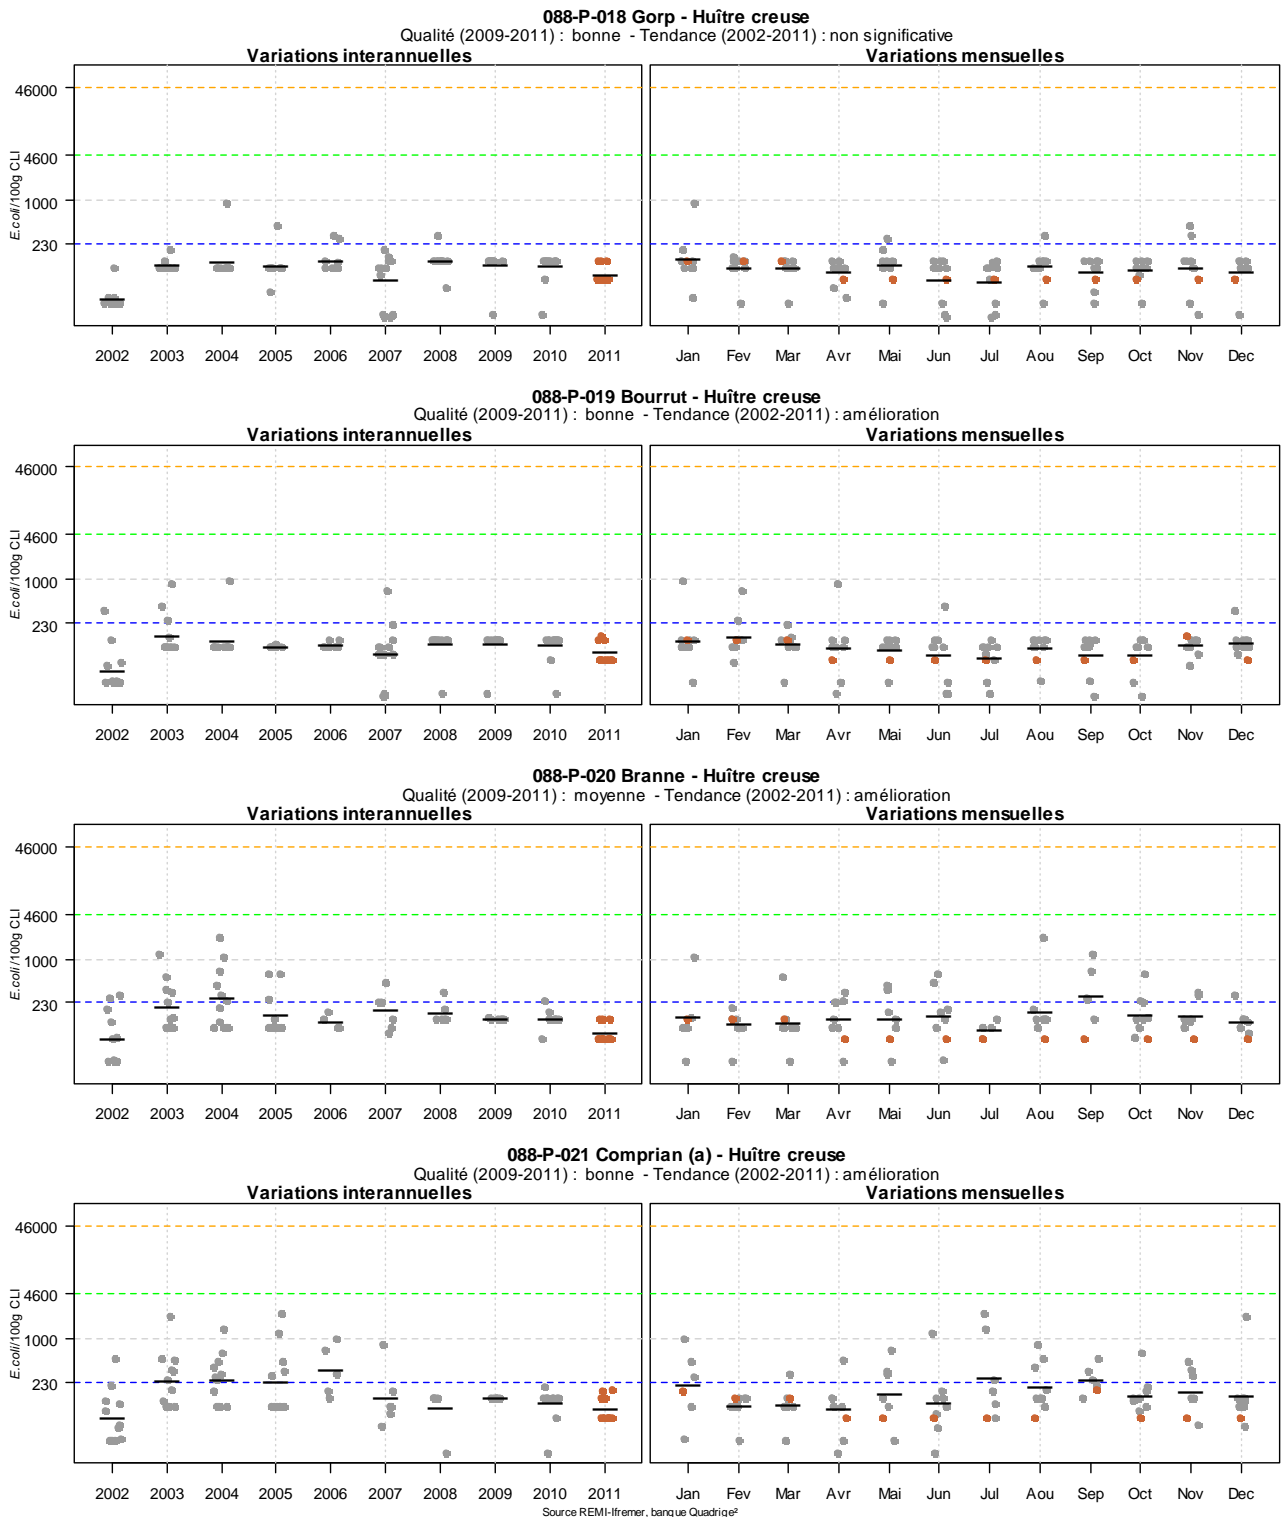 088-P-018 Gorp - Huître creuse
Qualité (2009-2011) : bonne - Tendance (2002-2011) : non significative
Variations interannuelles Variations mensuelles
46000
4600
1000
230
E.coli/100g CLI
2002 2003 2004 2005 2006 2007 2008 2009 2010 2011 Jan Fev Mar Avr Mai Jun Jul Aou Sep Oct Nov Dec
088-P-019 Bourrut - Huître creuse
Qualité (2009-2011) : bonne - Tendance (2002-2011) : amélioration
Variations interannuelles Variations mensuelles
46000
4600
1000
230
E.coli/100g CLI
2002 2003 2004 2005 2006 2007 2008 2009 2010 2011 Jan Fev Mar Avr Mai Jun Jul Aou Sep Oct Nov Dec
088-P-020 Branne - Huître creuse
Qualité (2009-2011) : moyenne - Tendance (2002-2011) : amélioration
Variations interannuelles Variations mensuelles
46000
4600
1000
230
E.coli/100g CLI
2002 2003 2004 2005 2006 2007 2008 2009 2010 2011 Jan Fev Mar Avr Mai Jun Jul Aou Sep Oct Nov Dec
088-P-021 Comprian (a) - Huître creuse
Qualité (2009-2011) : bonne - Tendance (2002-2011) : amélioration
Variations interannuelles Variations mensuelles
46000
4600
1000
230
E.coli/100g CLI
2002 2003 2004 2005 2006 2007 2008 2009 2010 2011 Jan Fev Mar Avr Mai Jun Jul Aou Sep Oct Nov Dec
Source REMI-Ifremer, banque Quadrige²